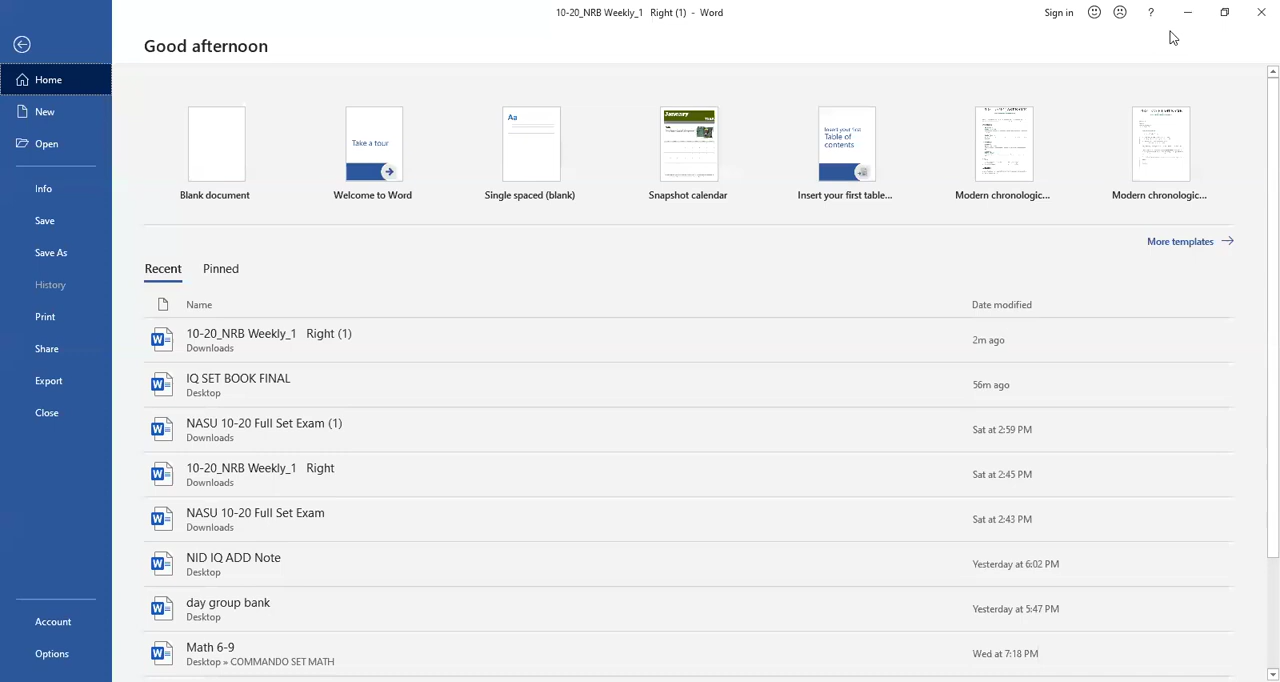 10-20_NRB Weekly_1   Right (1)  -  Word
Sign in
?
Good afternoon
Home
New
Open
Info
Save
Save As
History
Print
Share
Export
Close
Account
Options
Take a tour
Aa
January
Insert your first
Table of
contents
Blank document
Welcome to Word
Single spaced (blank)
Snapshot calendar
Insert your first table...
Modern chronologic...
Modern chronologic...
More templates
Recent
Pinned
Name
Date modified
10-20_NRB Weekly_1   Right (1)
Downloads
2m ago
IQ SET BOOK FINAL
Desktop
56m ago
NASU 10-20 Full Set Exam (1)
Downloads
Sat at 2:59 PM
10-20_NRB Weekly_1   Right
Downloads
Sat at 2:45 PM
NASU 10-20 Full Set Exam
Downloads
Sat at 2:43 PM
NID IQ ADD Note
Desktop
Yesterday at 6:02 PM
day group bank
Desktop
Yesterday at 5:47 PM
Math 6-9
Desktop » COMMANDO SET MATH
Wed at 7:18 PM